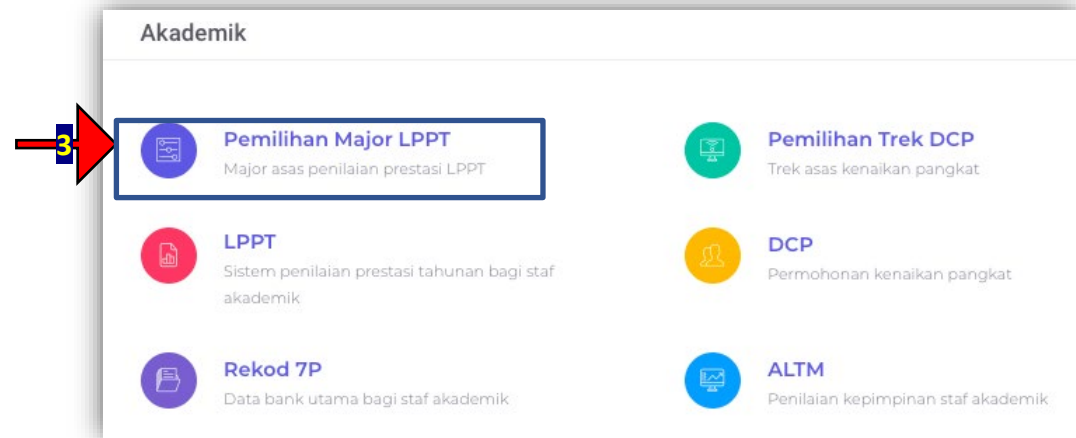 Akademik
3
Pemilihan Major LPPT
Major asas penilaian prestasi LPPT
Pemilihan Trek DCP
Trek asas kenaikan pangkat
LPPT
Sistem penilaian prestasi tahunan bagi staf
akademik
DCP
Permohonan kenaikan pangkat
Rekod 7P
Data bank utama bagi staf akademik
ALTM
Penilaian kepimpinan staf akademik